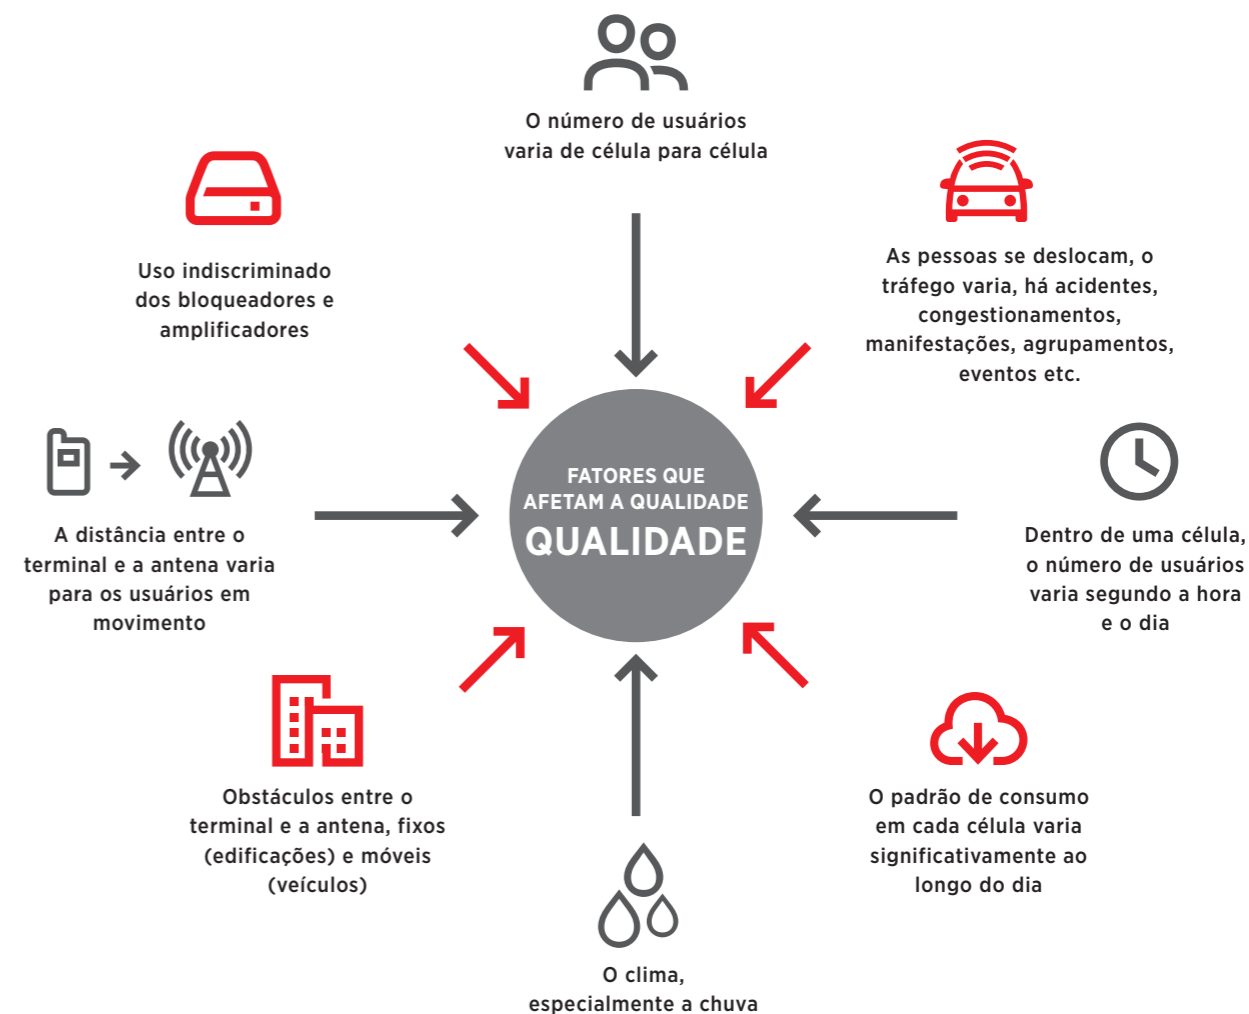 O número de usuários
varia de célula para célula
As pessoas se deslocam, o
tráfego varia, há acidentes,
congestionamentos,
manifestações, agrupamentos,
eventos etc.
Dentro de uma célula,
o número de usuários
varia segundo a hora
e o dia
O padrão de consumo
em cada célula varia
significativamente ao
longo do dia
O clima,
especialmente a chuva
Obstáculos entre o
terminal e a antena, fixos
(edificações) e móveis
(veículos)
A distância entre o
terminal e a antena varia
para os usuários em
movimento
Uso indiscriminado
dos bloqueadores e
amplificadores
FATORES QUE
AFETAM A QUALIDADE
QUALIDADE